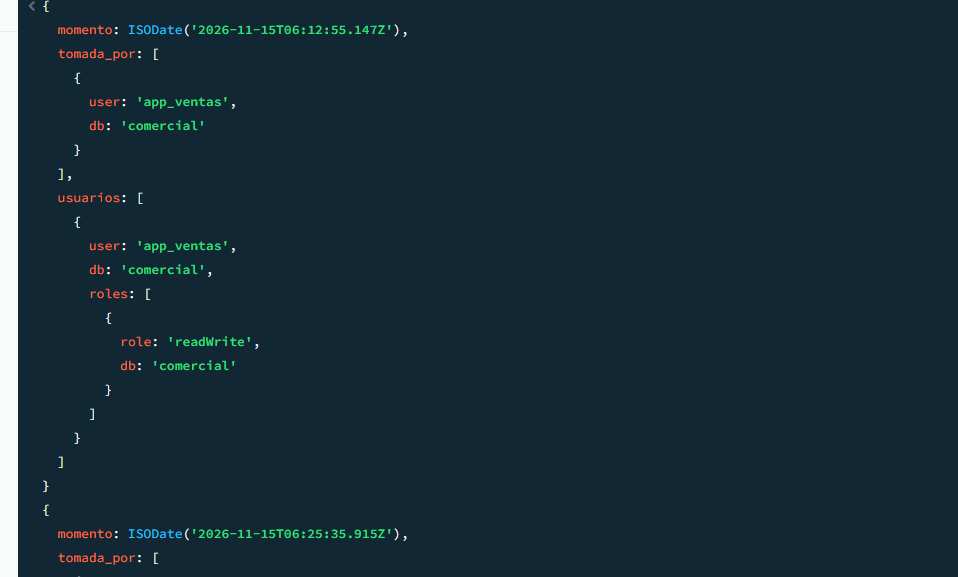 {
momento: ISODate('2026-11-15T06:12:55.147Z'),
tomada_por: [
{
user: 'app_ventas',
db: 'comercial'
}
],
usuarios: [
{
user: 'app_ventas',
db: 'comercial',
roles: [
{
role: 'readWrite',
db: 'comercial'
}
]
}
]
}
{
momento: ISODate('2026-11-15T06:25:35.915Z'),
tomada_por: [